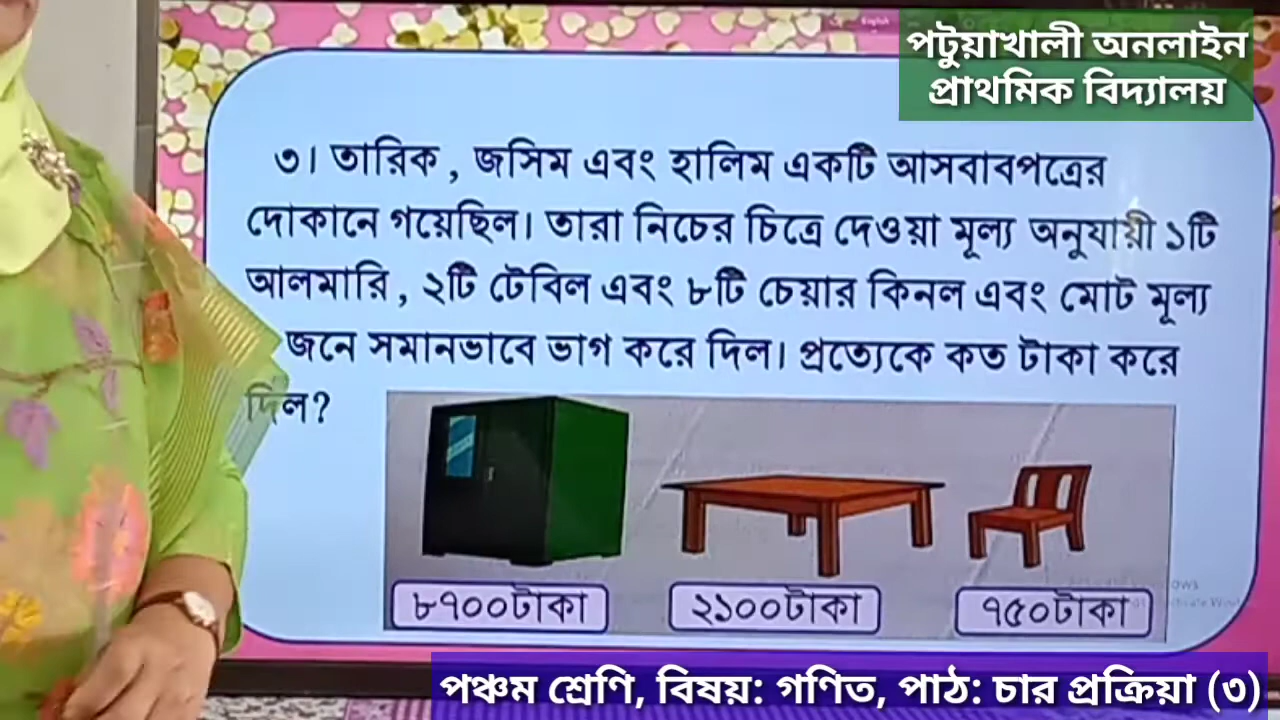 পটুয়াখালী অনলাইন
প্রাথমিক বিদ্যালয়
৩। তারিক , জসিম এবং হালিম একটি আসবাবপত্রের
দোকানে গয়েছিল। তারা নিচের চিত্রে দেওয়া মূল্য অনুযায়ী ১টি
আলমারি , ২টি টেবিল এবং ৮টি চেয়ার কিনল এবং মোট মূল্য
জনে সমানভাবে ভাগ করে দিল। প্রত্যেকে কত টাকা করে
দিল?
৮৭০০টাকা
২১০০টাকা
৭৫০টাকা
পঞ্চম শ্রেণি, বিষয়: গণিত, পাঠ: চার প্রক্রিয়া (৩)